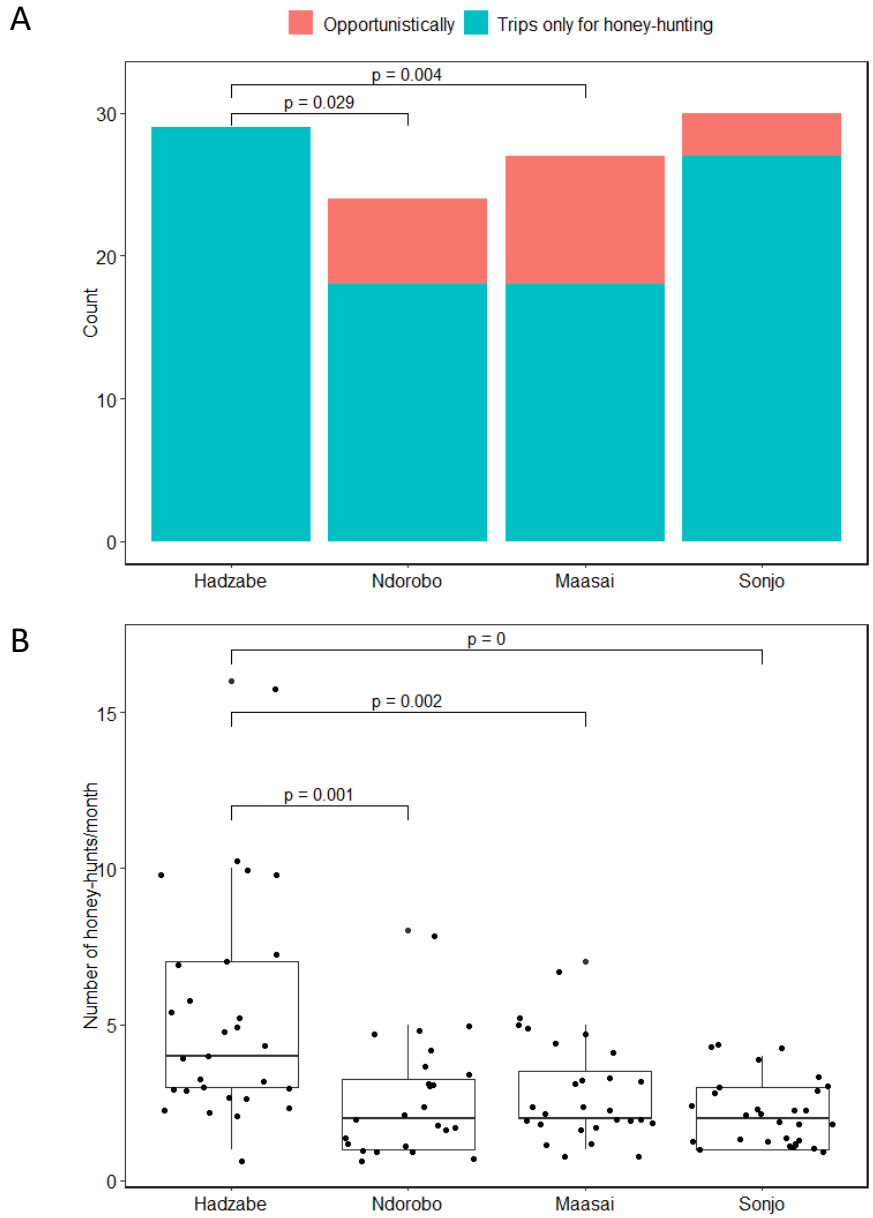 A
Opportunistically Trips only for honey-hunting
p = 0.004
p = 0.029
30
20
10
0
Count
Hadzabe Ndorobo Maasai Sonjo
B
p = 0
p = 0.002
p = 0.001
15
10
5
0
Number of honey-hunts/month
Hadzabe Ndorobo Maasai Sonjo